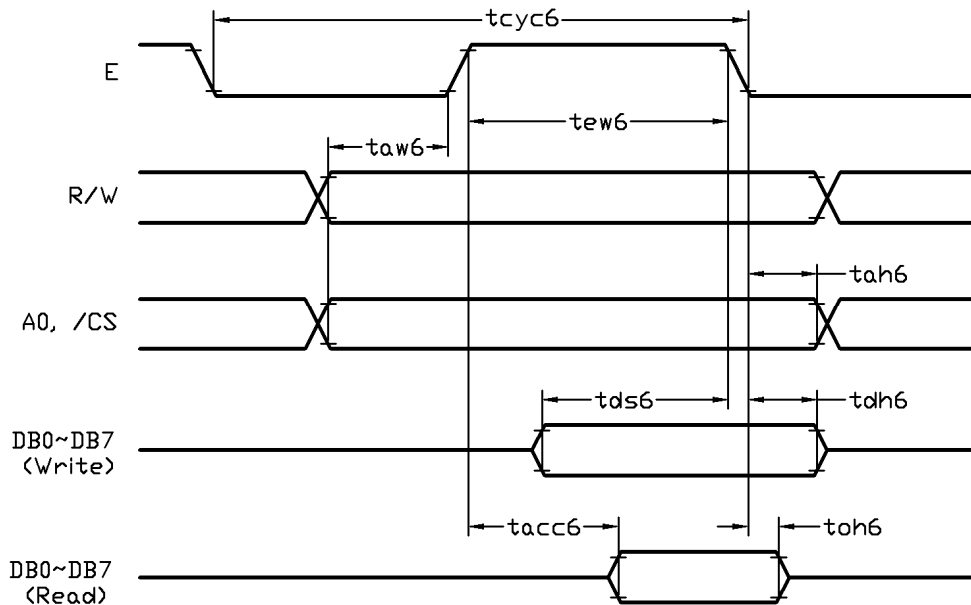 tcyc6
E
tew6
taw6
R/W
tah6
A0, /CS
tds6
tdh6
DB0~DB7
(Write)
tacc6
toh6
DB0~DB7
(Read)